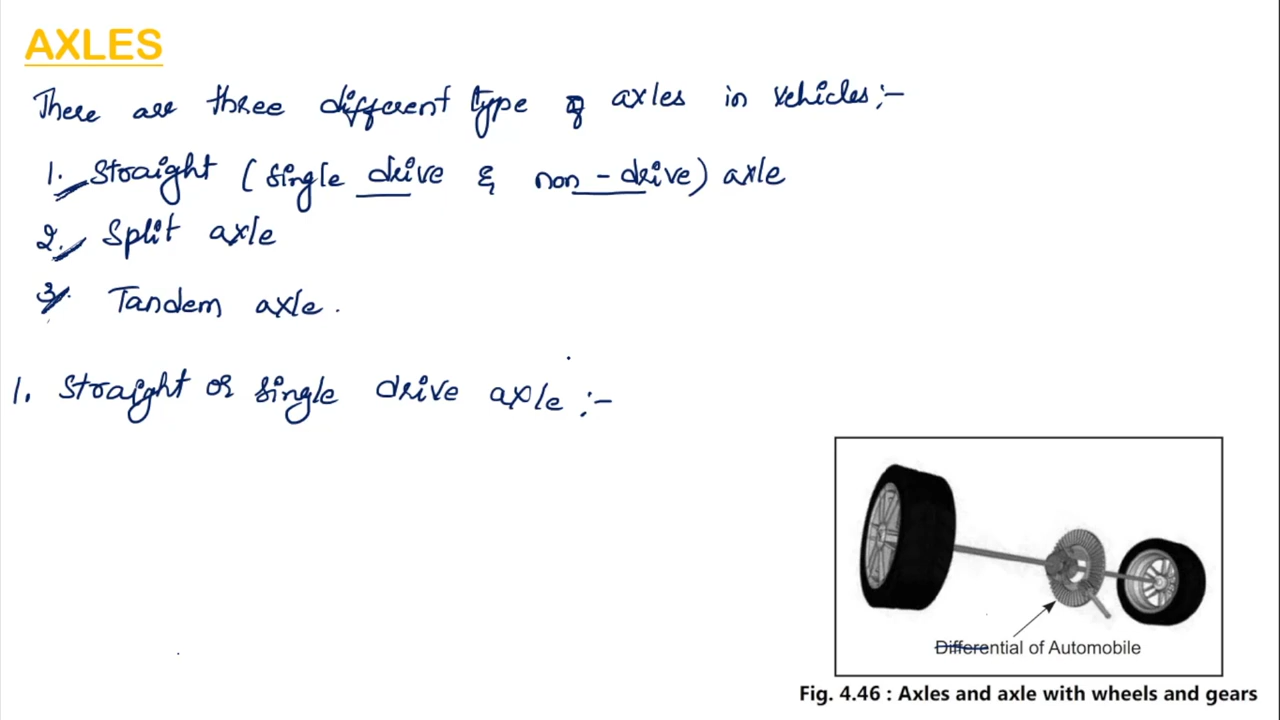 AXLES
There are three different type of axles in vehicles :-
1. Straight (single drive & non-drive) axle
2. Split axle
3. Tandem axle.
1. Straight or single drive axle :-
Differential of Automobile
Fig. 4.46 : Axles and axle with wheels and gears